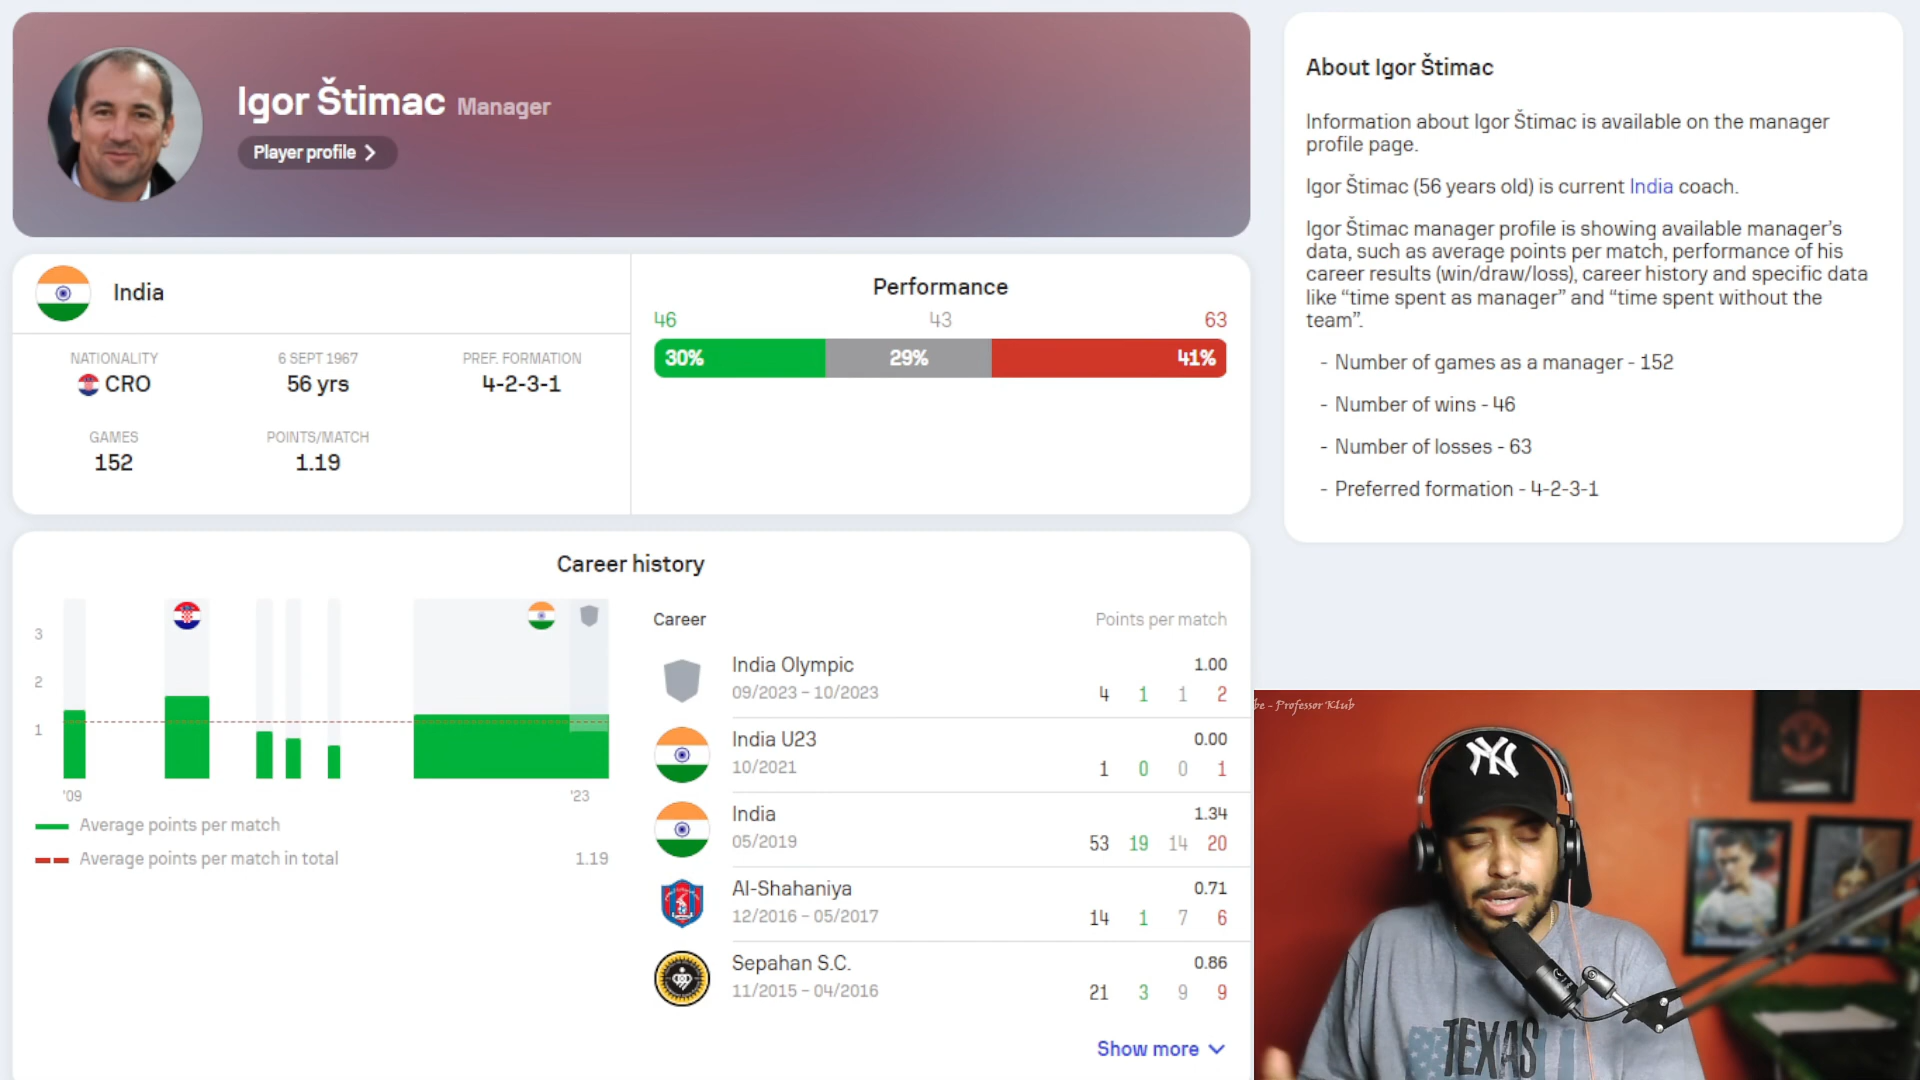 Igor Štimac Manager
Player profile
India
NATIONALITY
CRO
6 SEPT 1967
56 yrs
PREF. FORMATION
4-2-3-1
GAMES
152
POINTS/MATCH
1.19
Performance
46 43 63
30% 29% 41%
Career history
3
2
1
'09 '23
Average points per match
Average points per match in total 1.19
Career Points per match
India Olympic 1.00
09/2023 – 10/2023 4 1 1 2
India U23 0.00
10/2021 1 0 0 1
India 1.34
05/2019 53 19 14 20
Al-Shahaniya 0.71
12/2016 – 05/2017 14 1 7 6
Sepahan S.C. 0.86
11/2015 – 04/2016 21 3 9 9
Show more
About Igor Štimac
Information about Igor Štimac is available on the manager
profile page.
Igor Štimac (56 years old) is current India coach.
Igor Štimac manager profile is showing available manager’s
data, such as average points per match, performance of his
career results (win/draw/loss), career history and specific data
like “time spent as manager” and “time spent without the
team”.
- Number of games as a manager - 152
- Number of wins - 46
- Number of losses - 63
- Preferred formation - 4-2-3-1
be - Professor Klub
NY
TEXAS